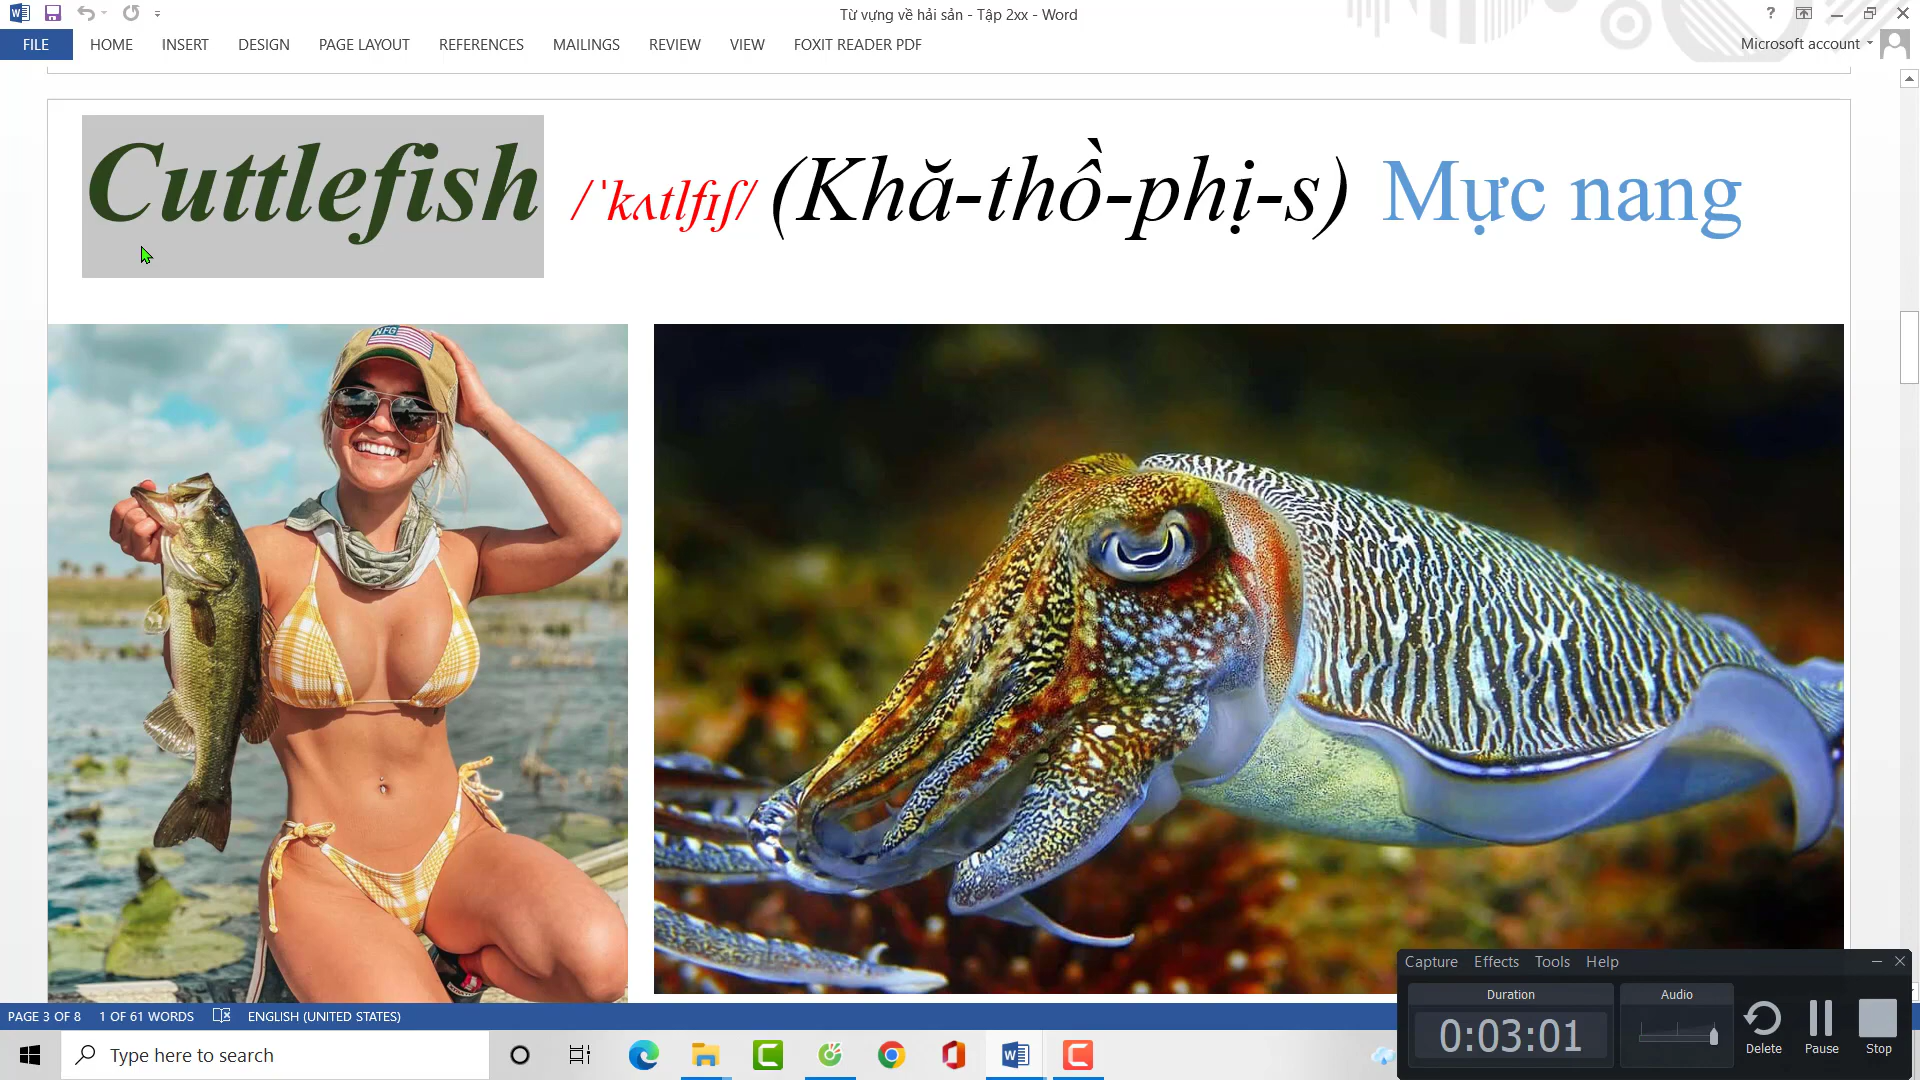 Từ vựng về hải sản - Tập 2xx - Word
FILE HOME INSERT DESIGN PAGE LAYOUT REFERENCES MAILINGS REVIEW VIEW FOXIT READER PDF
Microsoft account
Cuttlefish /ˈkʌtlfɪʃ/ (Khă-thồ-phị-s) Mực nang
NFG
Capture Effects Tools Help
Duration Audio
0:03:01
Delete Pause Stop
PAGE 3 OF 8 1 OF 61 WORDS ENGLISH (UNITED STATES)
Type here to search